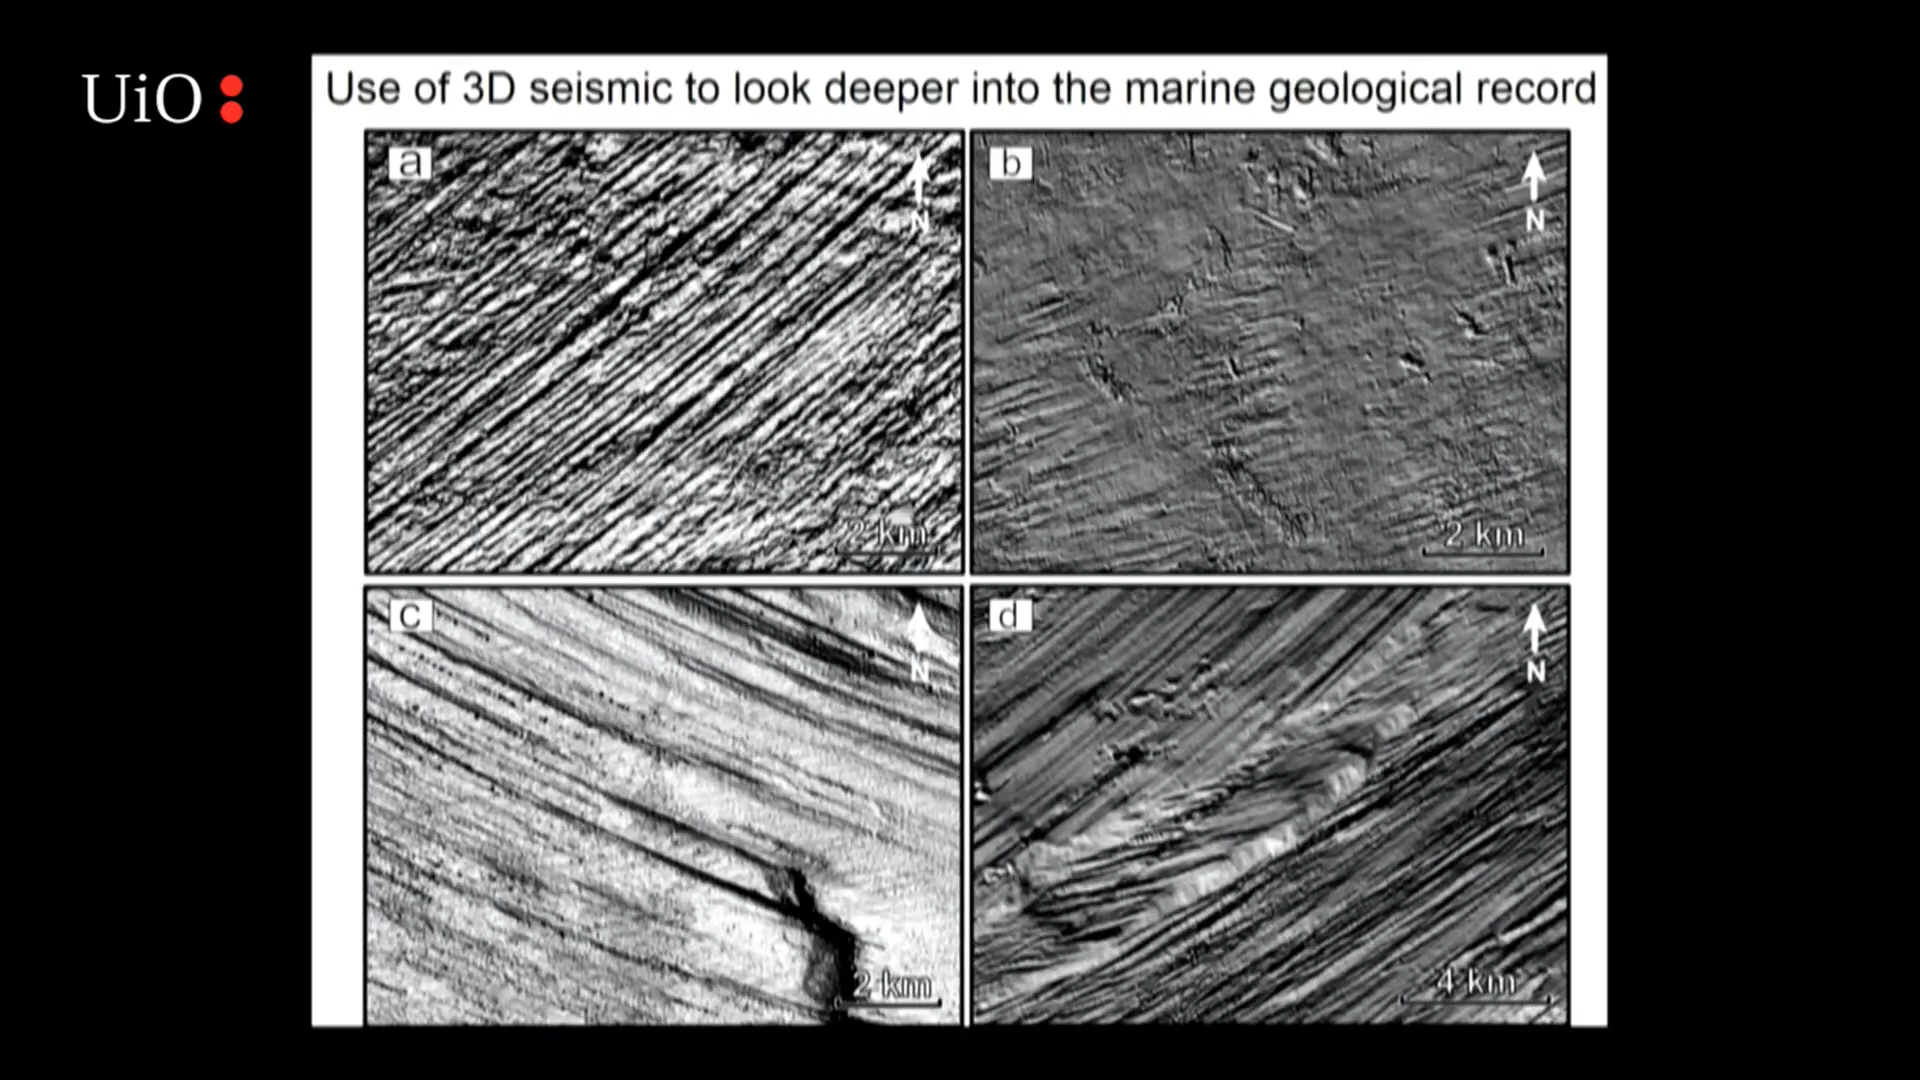 UiO
Use of 3D seismic to look deeper into the marine geological record
a
N
2 km
b
N
2 km
c
N
2 km
d
N
4 km